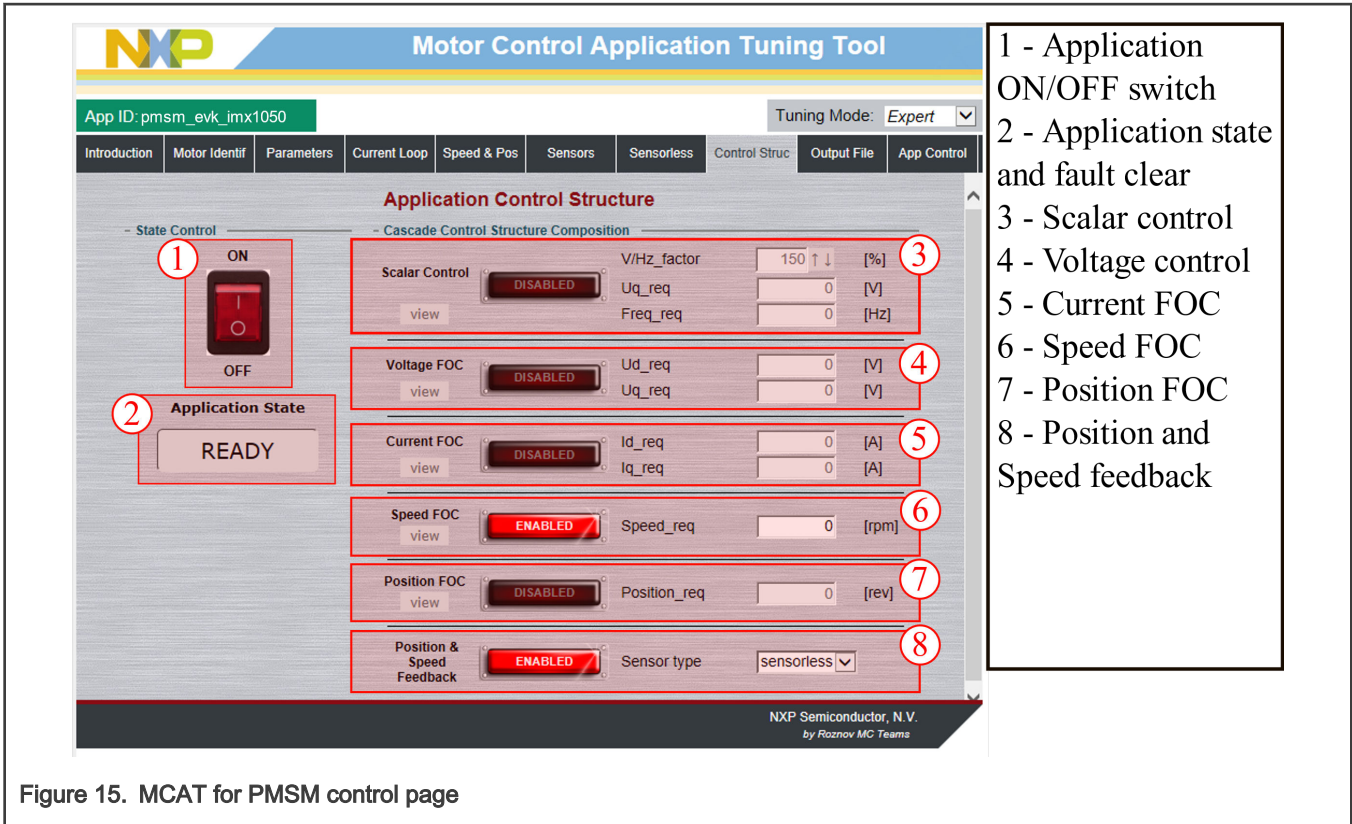 NXP
Motor Control Application Tuning Tool
App ID: pmsm_evk_imx1050
Tuning Mode: Expert
Introduction Motor Identif Parameters Current Loop Speed & Pos Sensors Sensorless Control Struc Output File App Control
Application Control Structure
- State Control
1
ON
I
O
OFF
2
Application State
READY
- Cascade Control Structure Composition
3
Scalar Control
view
DISABLED
V/Hz_factor 150 ↑↓ [%]
Uq_req 0 [V]
Freq_req 0 [Hz]
4
Voltage FOC
view
DISABLED
Ud_req 0 [V]
Uq_req 0 [V]
5
Current FOC
view
DISABLED
Id_req 0 [A]
Iq_req 0 [A]
6
Speed FOC
view
ENABLED
Speed_req 0 [rpm]
7
Position FOC
view
DISABLED
Position_req 0 [rev]
8
Position &
Speed
Feedback
ENABLED
Sensor type sensorless
NXP Semiconductor, N.V.
by Roznov MC Teams
1 - Application
ON/OFF switch
2 - Application state
and fault clear
3 - Scalar control
4 - Voltage control
5 - Current FOC
6 - Speed FOC
7 - Position FOC
8 - Position and
Speed feedback
Figure 15. MCAT for PMSM control page